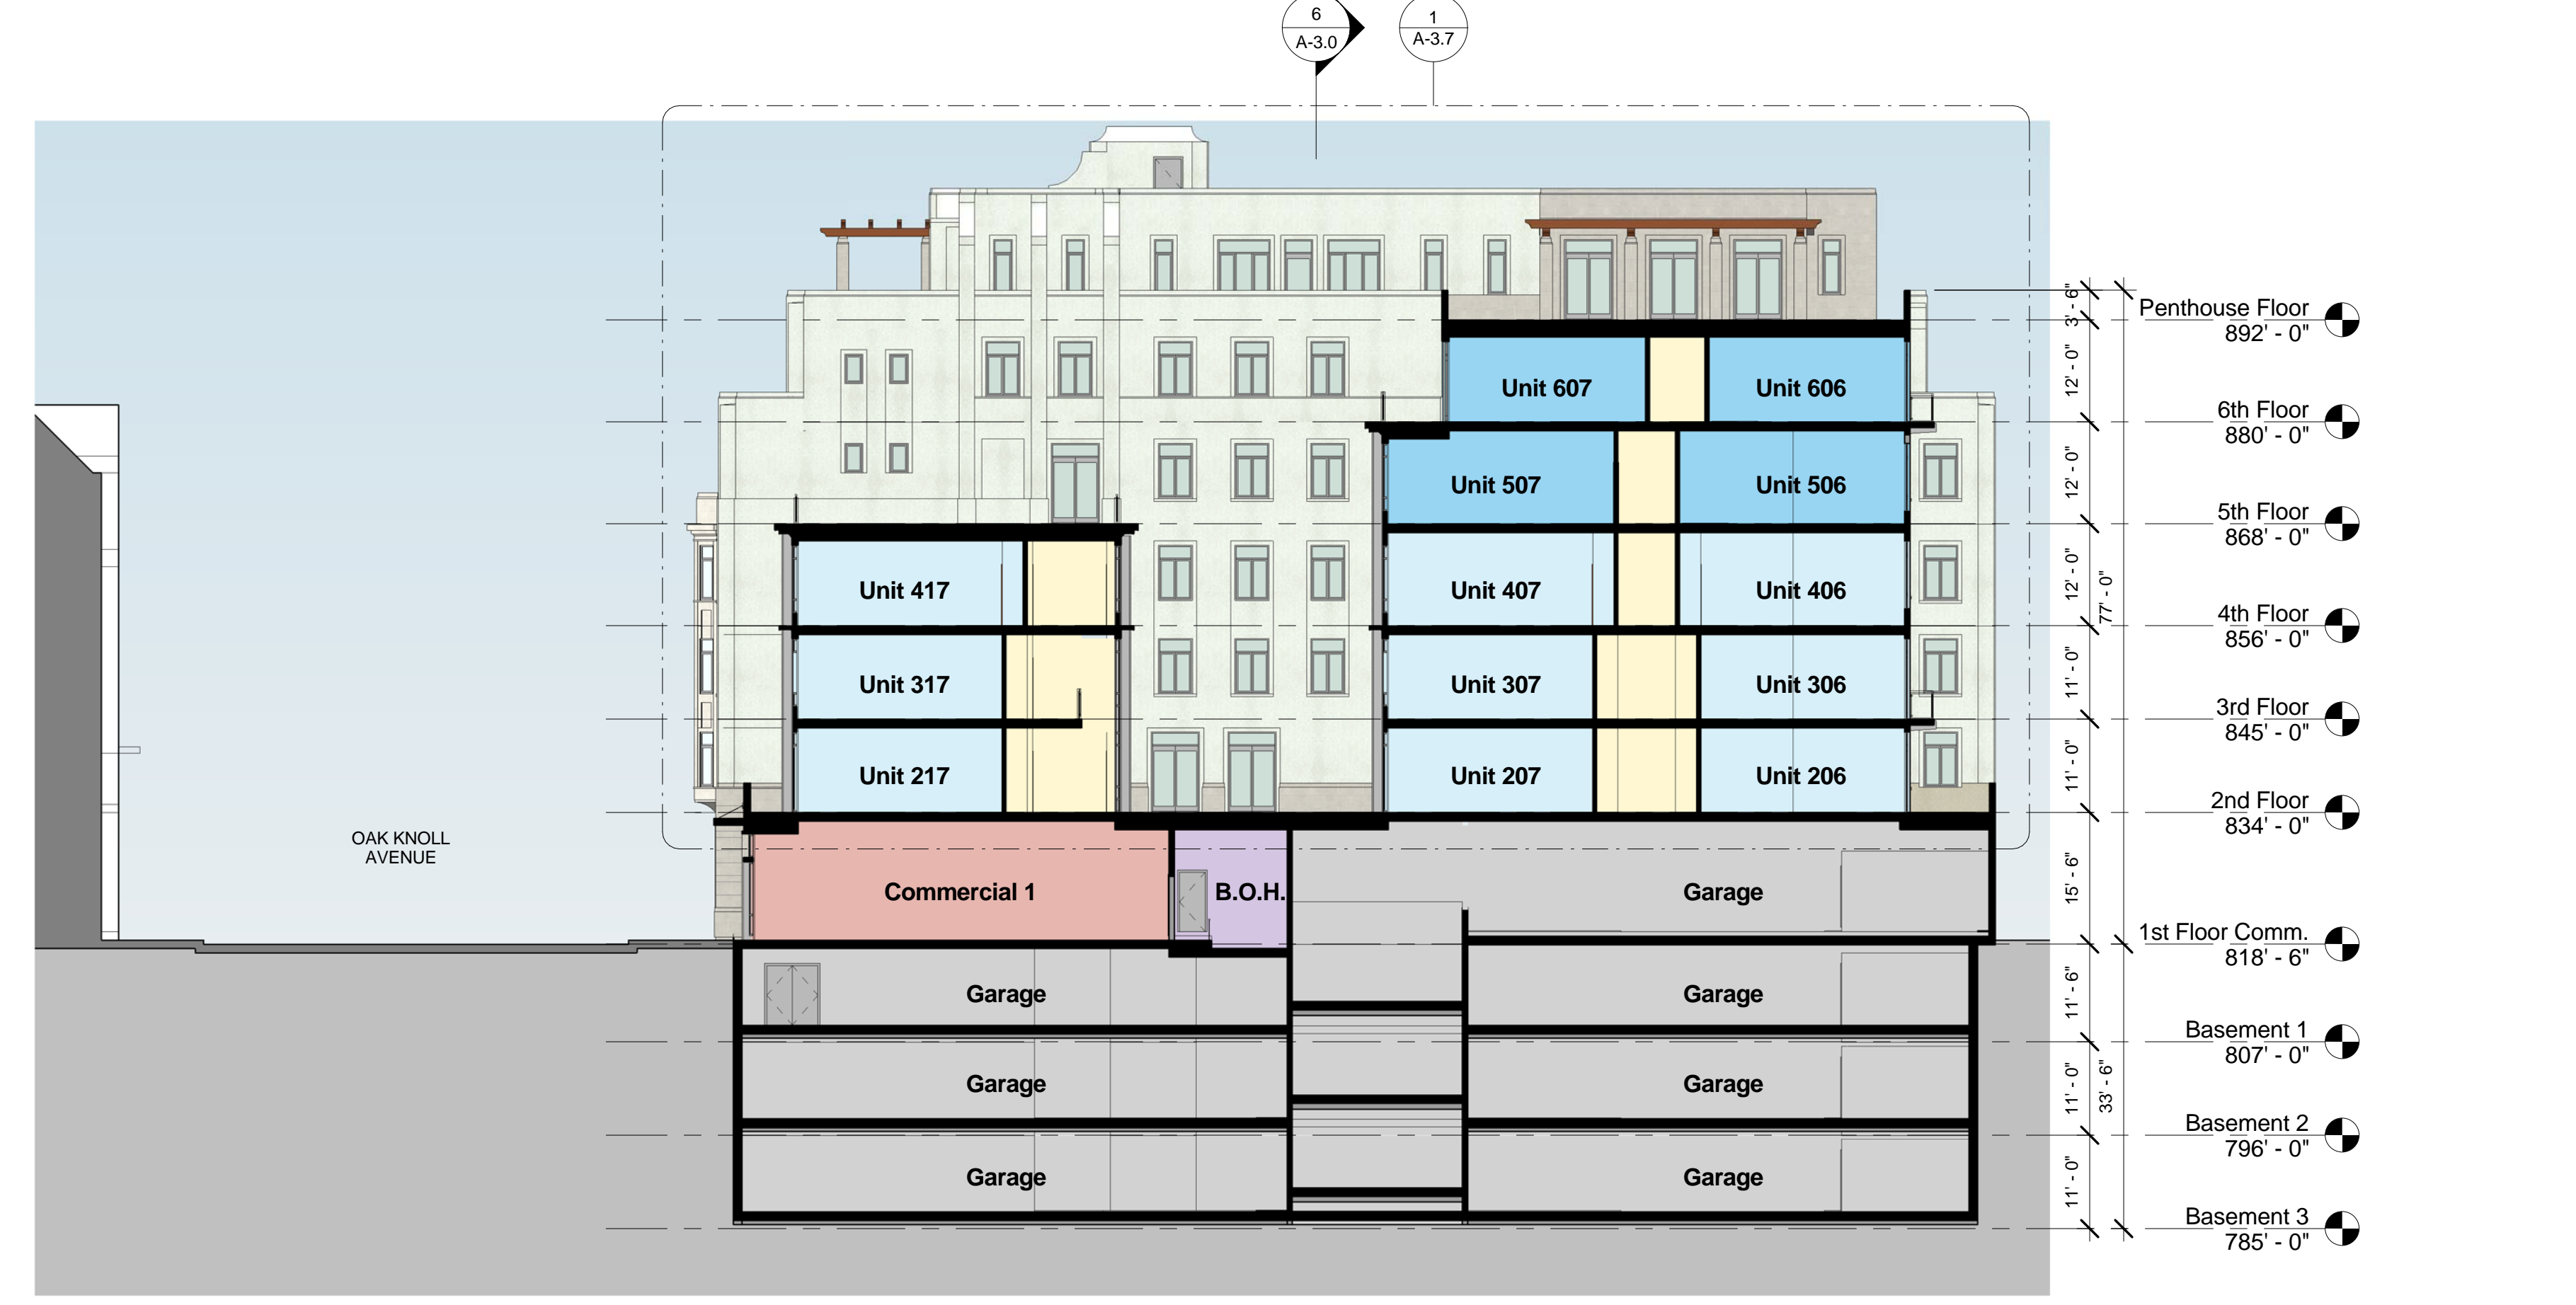 6
A-3.0
1
A-3.7
3' - 6"
Penthouse Floor
892' - 0"
12' - 0"
Unit 607
Unit 606
6th Floor
880' - 0"
12' - 0"
Unit 507
Unit 506
5th Floor
868' - 0"
12' - 0"
77' - 0"
Unit 417
Unit 407
Unit 406
4th Floor
856' - 0"
11' - 0"
Unit 317
Unit 307
Unit 306
3rd Floor
845' - 0"
11' - 0"
Unit 217
Unit 207
Unit 206
2nd Floor
834' - 0"
OAK KNOLL
AVENUE
15' - 6"
Commercial 1
B.O.H.
Garage
1st Floor Comm.
818' - 6"
11' - 6"
Garage
Garage
Basement 1
807' - 0"
11' - 0"
33' - 6"
Garage
Garage
Basement 2
796' - 0"
11' - 0"
Garage
Garage
Basement 3
785' - 0"